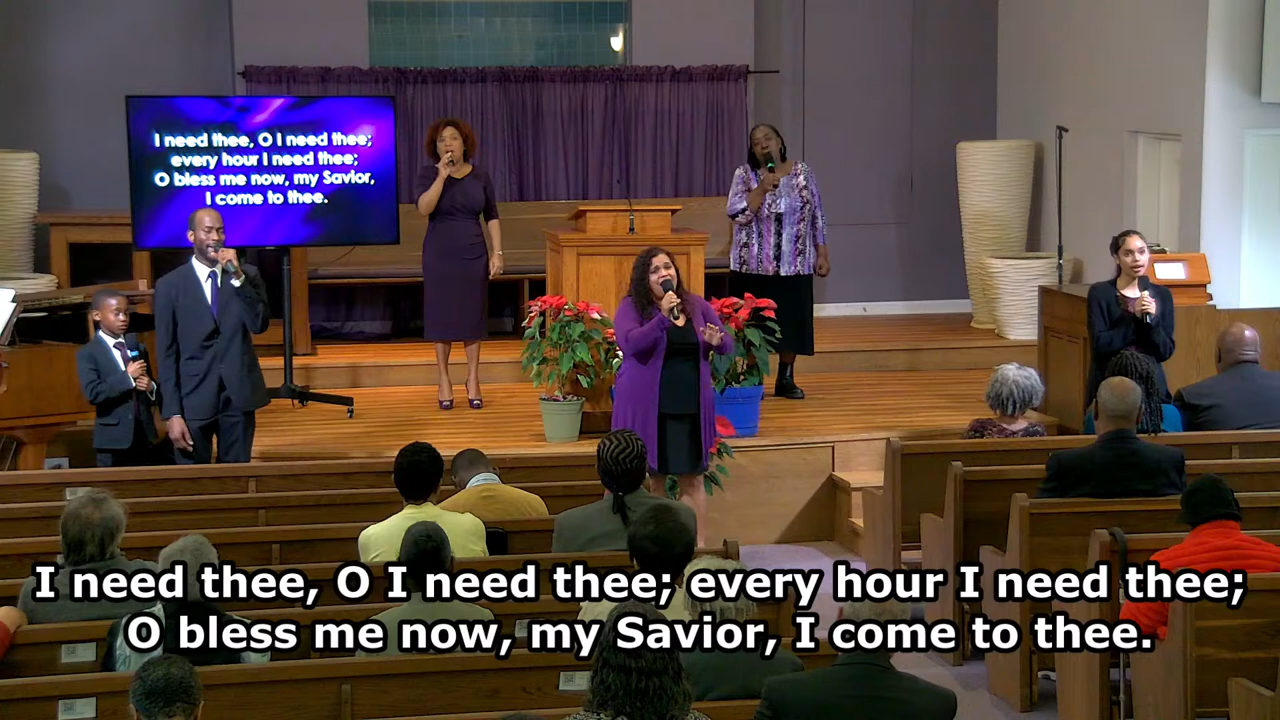 I need thee, O I need thee;
every hour I need thee;
O bless me now, my Savior,
I come to thee.
I need thee, O I need thee; every hour I need thee;
O bless me now, my Savior, I come to thee.